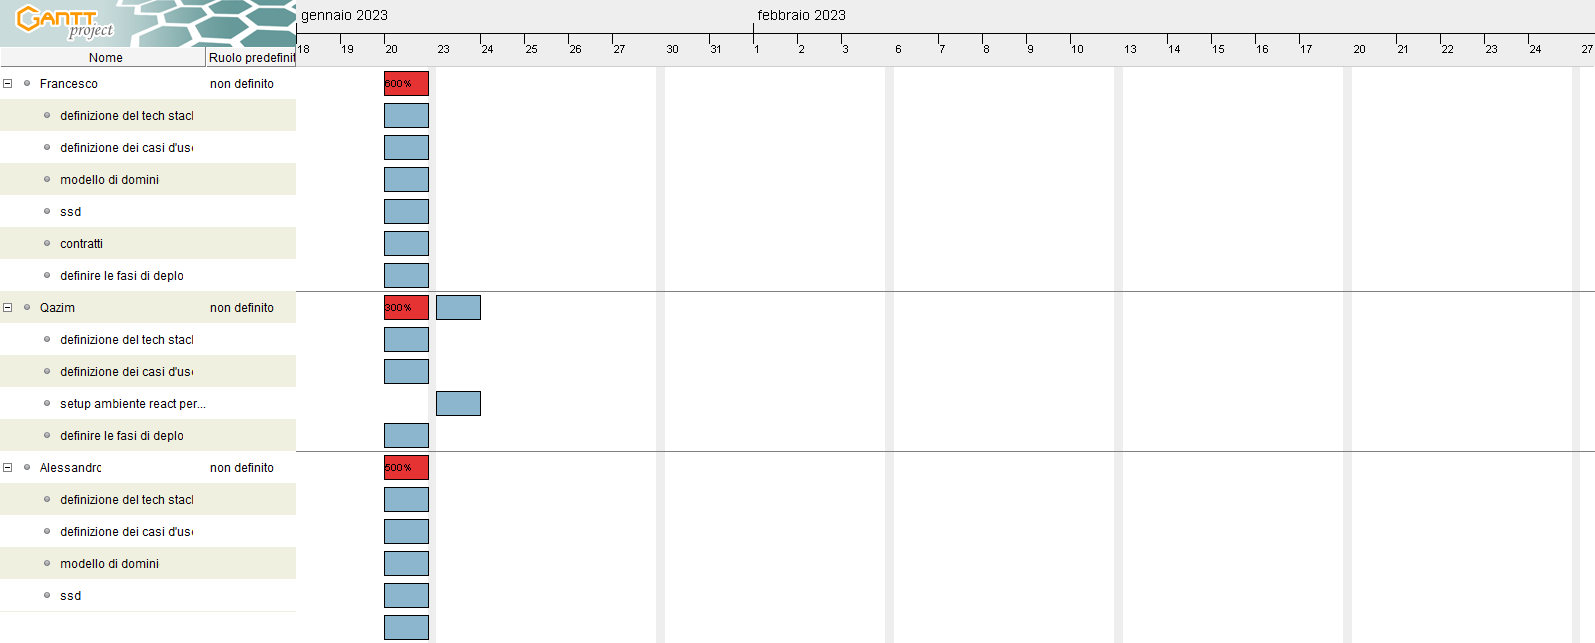 GANTT
project
gennaio 2023
febbraio 2023
18 19 20 23 24 25 26 27 30 31 1 2 3 6 7 8 9 10 13 14 15 16 17 20 21 22 23 24 27
Nome Ruolo predefinit
Francesco non definito 600%
definizione del tech stacl
definizione dei casi d'us
modello di domini
ssd
contratti
definire le fasi di deplo
Qazim non definito 300%
definizione del tech stacl
definizione dei casi d'us
setup ambiente react per...
definire le fasi di deplo
Alessandro non definito 500%
definizione del tech stacl
definizione dei casi d'us
modello di domini
ssd